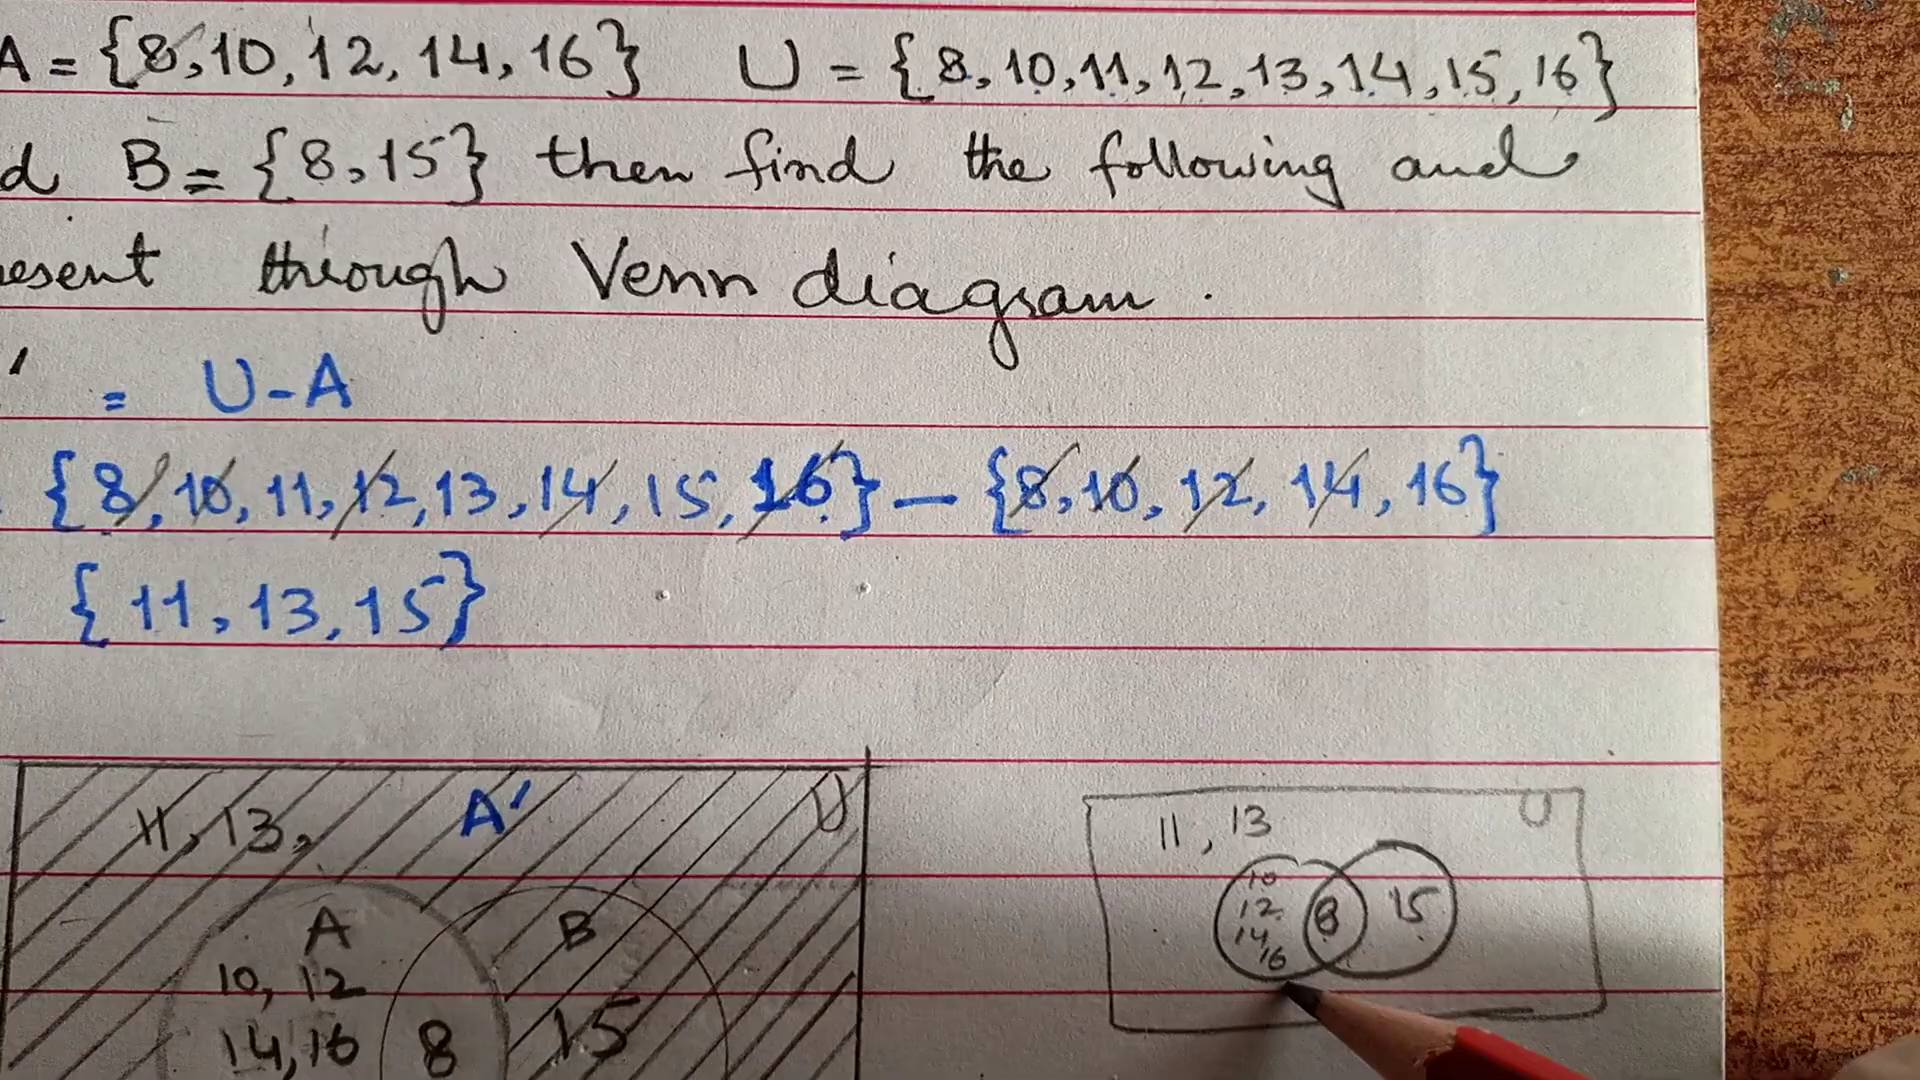 A = {8, 10, 12, 14, 16} U = {8, 10, 11, 12, 13, 14, 15, 16}
d B = {8, 15} then find the following and
esent through Venn diagram.
' = U - A
{8, 10, 11, 12, 13, 14, 15, 16} - {8, 10, 12, 14, 16}
{11, 13, 15}
11, 13, A' U
A B
10, 12
14, 16 8 15
11, 13 U
10
12
14
16
8 15